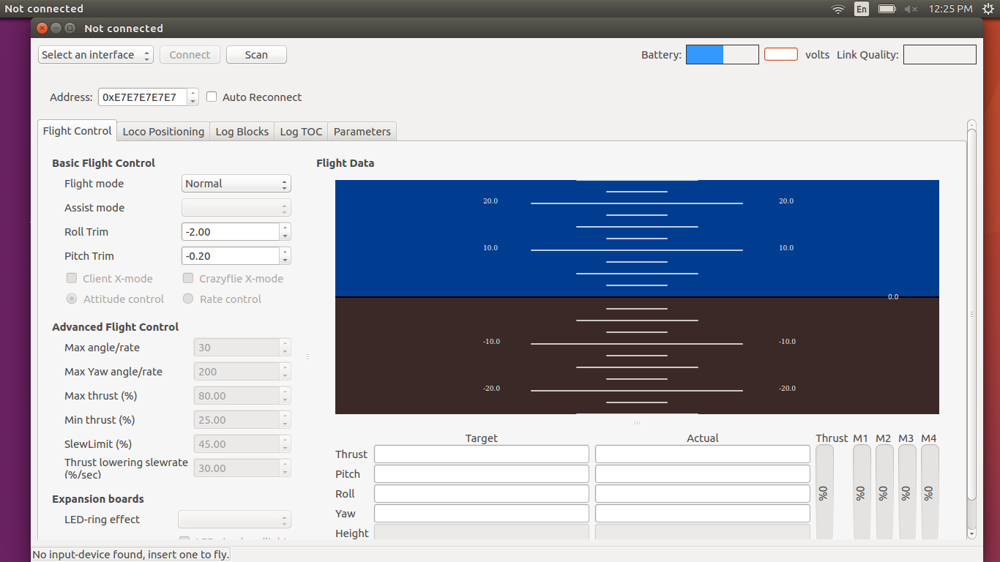 Not connected
En
12:25 PM
Not connected
Select an interface
Connect
Scan
Battery:
volts
Link Quality:
Address:
0xE7E7E7E7E7
Auto Reconnect
Flight Control
Loco Positioning
Log Blocks
Log TOC
Parameters
Basic Flight Control
Flight mode
Normal
Assist mode
Roll Trim
-2.00
Pitch Trim
-0.20
Client X-mode
Crazyflie X-mode
Attitude control
Rate control
Advanced Flight Control
Max angle/rate
30
Max Yaw angle/rate
200
Max thrust (%)
80.00
Min thrust (%)
25.00
SlewLimit (%)
45.00
Thrust lowering slewrate
(%/sec)
30.00
Expansion boards
LED-ring effect
Flight Data
20.0
20.0
10.0
10.0
0.0
-10.0
-10.0
-20.0
-20.0
Target
Actual
Thrust
M1
M2
M3
M4
Thrust
Pitch
Roll
Yaw
Height
0%
0%
0%
0%
0%
No input-device found, insert one to fly.